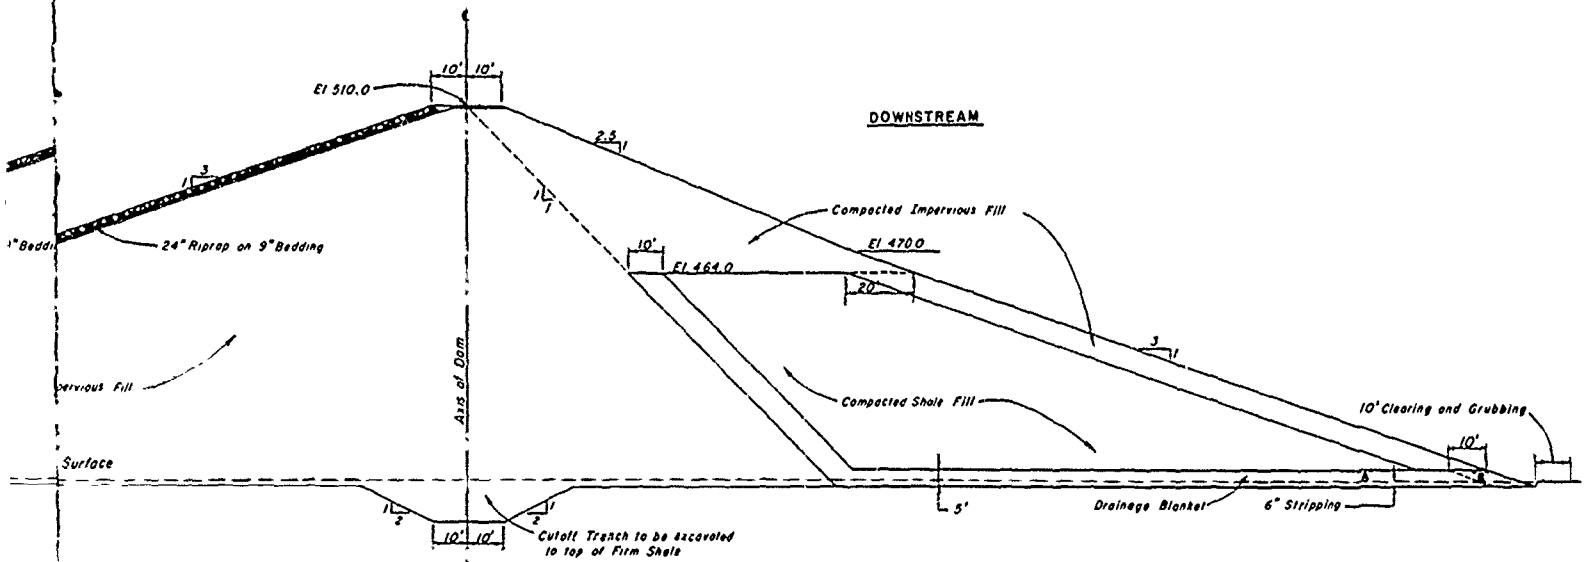 10' 10'
El 510.0
DOWNSTREAM
2.5
1
3
1
1
1
Compacted Impervious Fill
24" Riprap on 9" Bedding
10'
El 470.0
El. 464.0
20'
Axis of Dam
3
1
pervious Fill
Compacted Shale Fill
10' Clearing and Grubbing
10'
Surface
1
2
1
2
5'
Drainage Blanket
6" Stripping
10' 10'
Cutoff Trench to be excavated
to top of Firm Shale